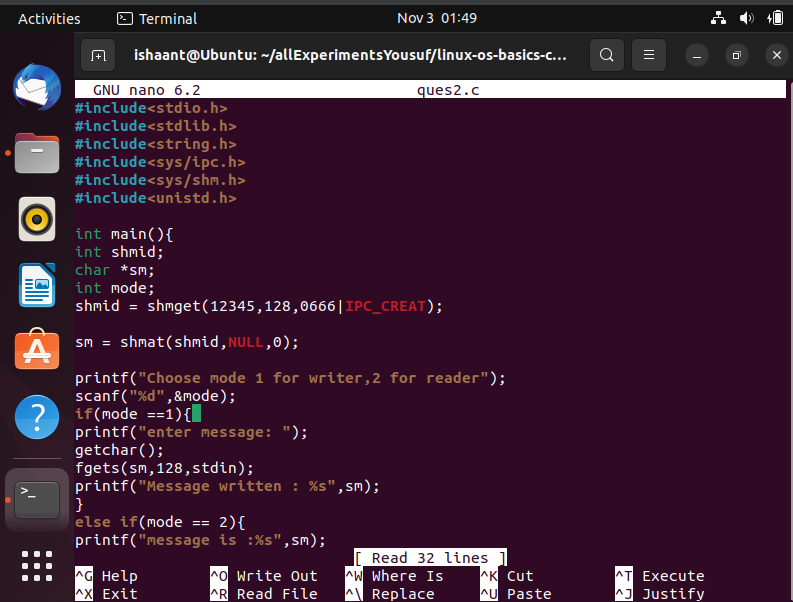 Activities Terminal Nov 3 01:49
ishaant@Ubuntu: ~/allExperimentsYousuf/linux-os-basics-c...
GNU nano 6.2 ques2.c
#include<stdio.h>
#include<stdlib.h>
#include<string.h>
#include<sys/ipc.h>
#include<sys/shm.h>
#include<unistd.h>
int main(){
int shmid;
char *sm;
int mode;
shmid = shmget(12345,128,0666|IPC_CREAT);
sm = shmat(shmid,NULL,0);
printf("Choose mode 1 for writer,2 for reader");
scanf("%d",&mode);
if(mode ==1){
printf("enter message: ");
getchar();
fgets(sm,128,stdin);
printf("Message written : %s",sm);
}
else if(mode == 2){
printf("message is :%s",sm);
[ Read 32 lines ]
^G Help ^O Write Out ^W Where Is ^K Cut ^T Execute
^X Exit ^R Read File ^\ Replace ^U Paste ^J Justify